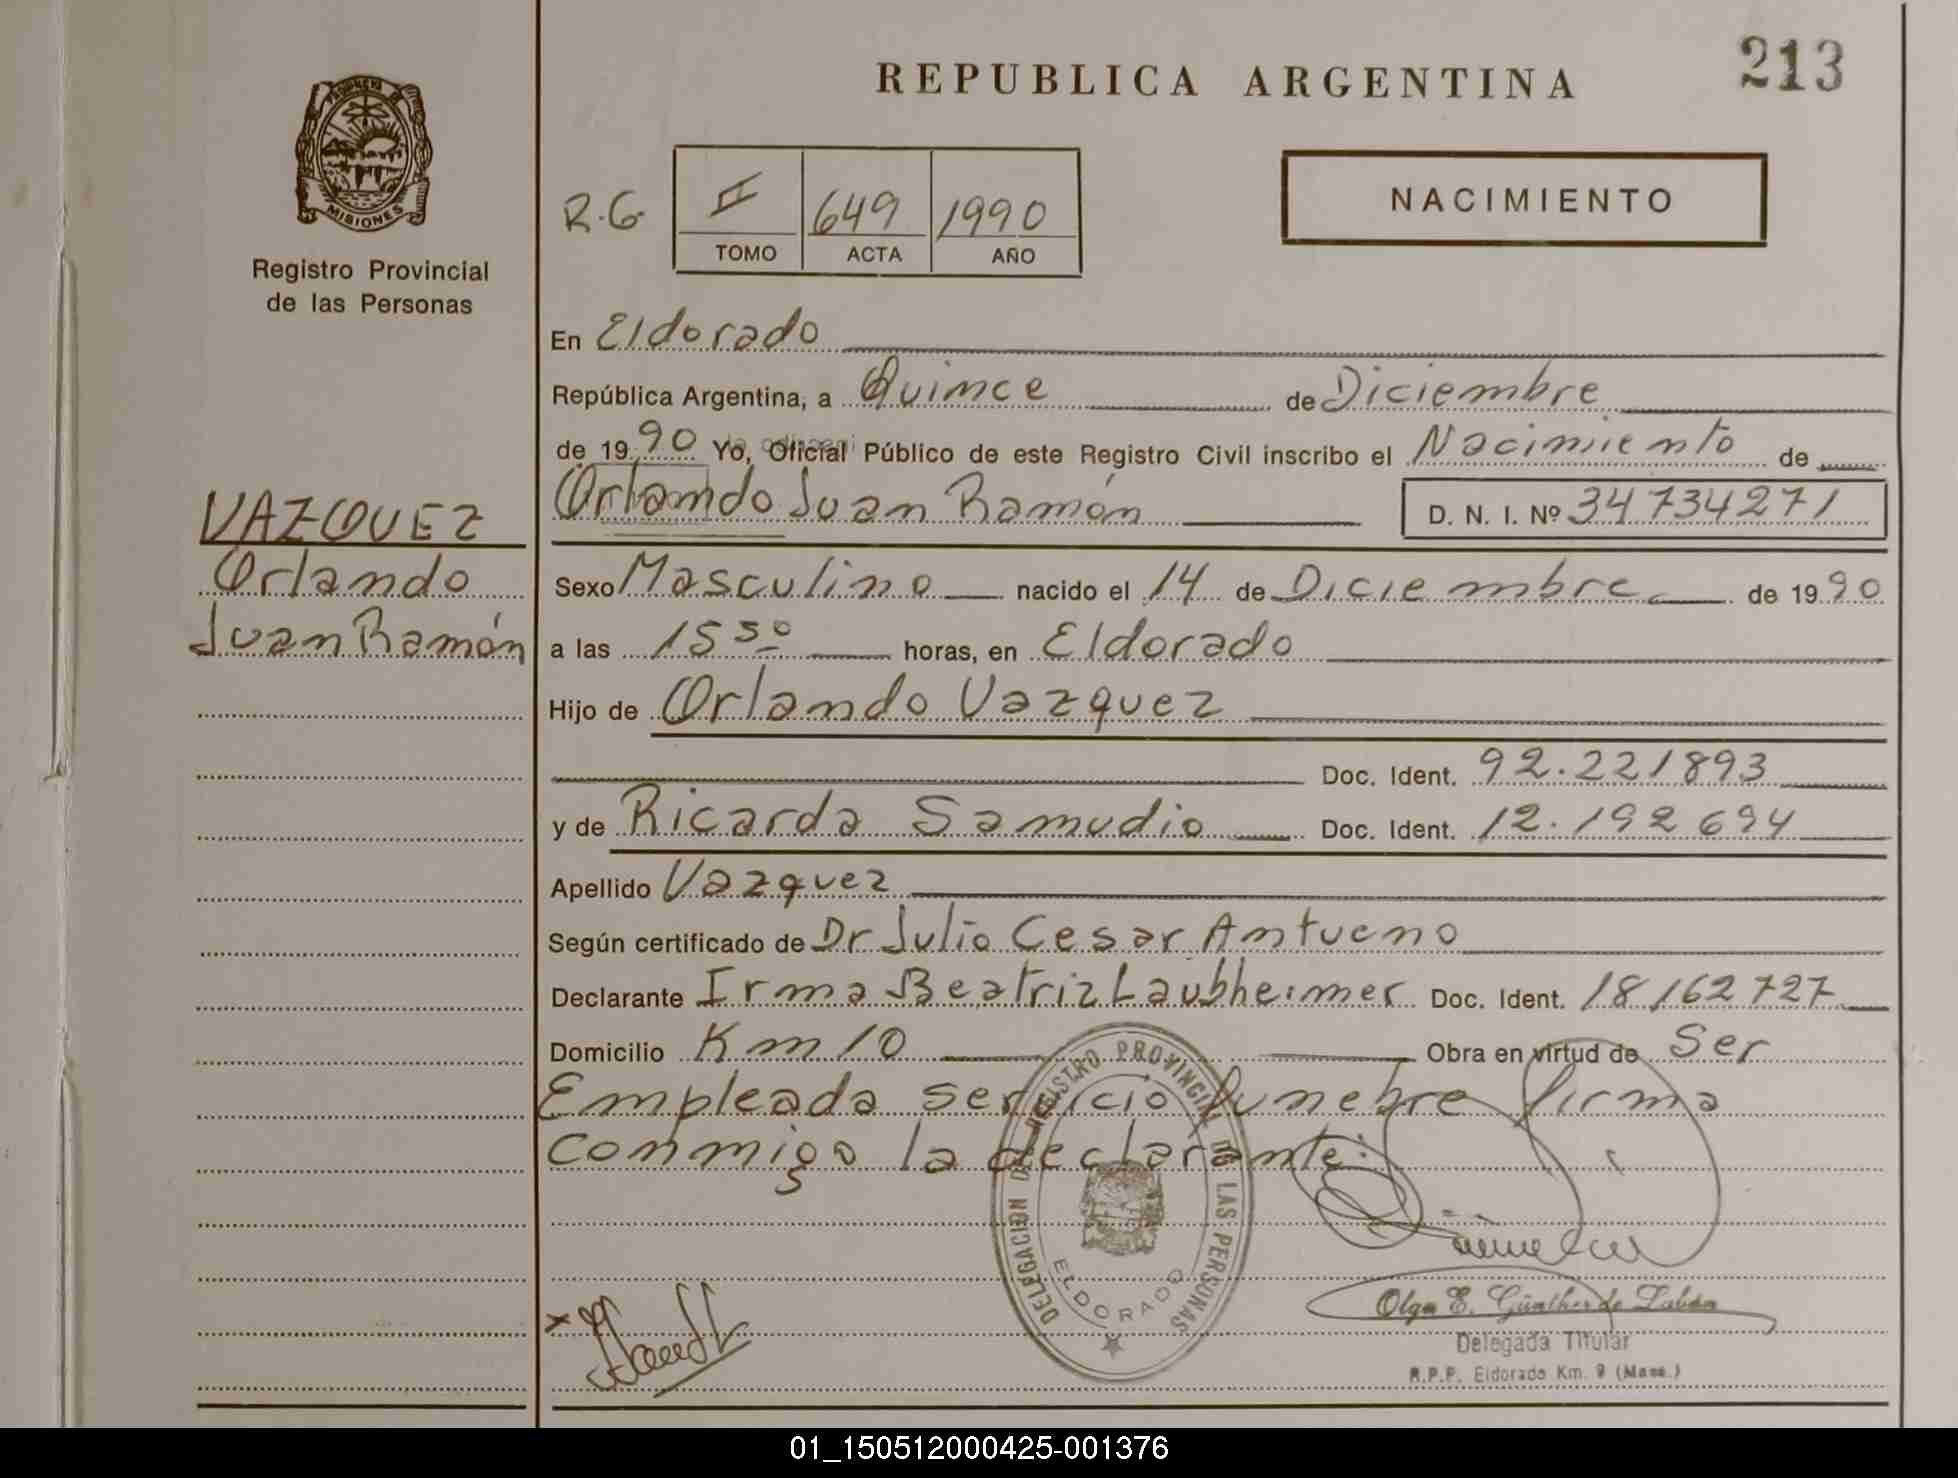 REPUBLICA ARGENTINA
213
PROVINCIA DE
MISIONES
Registro Provincial
de las Personas
R.G.
II 649 1990
TOMO ACTA AÑO
NACIMIENTO
En Eldorado
República Argentina, a Quince de Diciembre
de 1990 Yo, Oficial Público de este Registro Civil inscribo el Nacimiento de
Orlando Juan Ramón D. N. I. Nº 34734271
VAZQUEZ
Orlando
Juan Ramón
Sexo Masculino nacido el 14 de Diciembre de 1990
a las 15 30 horas, en Eldorado
Hijo de Orlando Vazquez
Doc. Ident. 92.221893
y de Ricarda Samudio Doc. Ident. 12.192694
Apellido Vazquez
Según certificado de Dr Julio Cesar Antueno
Declarante Irma Beatriz Laubheimer Doc. Ident. 18162727
Domicilio Km 10 Obra en virtud de Ser
Empleada servicio funebre firma
conmigo la declarante:
DELEGACION DEL REGISTRO PROVINCIAL DE LAS PERSONAS
ELDORADO
Olga E. Günther de
Delegada Titular
R.P.P. Eldorado Km. 9 (Mnes.)
01_150512000425-001376